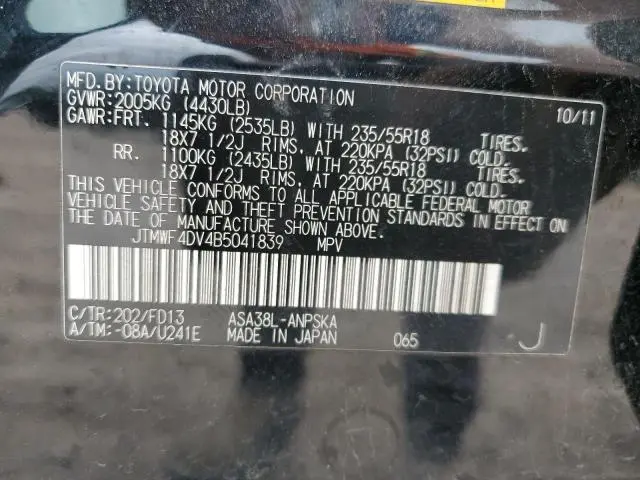 MFD.BY:TOYOTA MOTOR CORPORATION 10/11
GVWR:2005KG (4430LB)
GAWR:FRT. 1145KG (2535LB) WITH 235/55R18 TIRES.
18X7 1/2J RIMS, AT 220KPA (32PSI) COLD.
RR. 1100KG (2435LB) WITH 235/55R18 TIRES.
18X7 1/2J RIMS, AT 220KPA (32PSI) COLD.
THIS VEHICLE CONFORMS TO ALL APPLICABLE FEDERAL MOTOR
VEHICLE SAFETY STANDARDS IN EFFECT ON
THE DATE OF MANUFACTURE SHOWN ABOVE.
JTMWF4DV4B5041839 MPV
C/TR:202/FD13 ASA38L-ANPSKA
A/TM:-08A/U241E MADE IN JAPAN 065 J